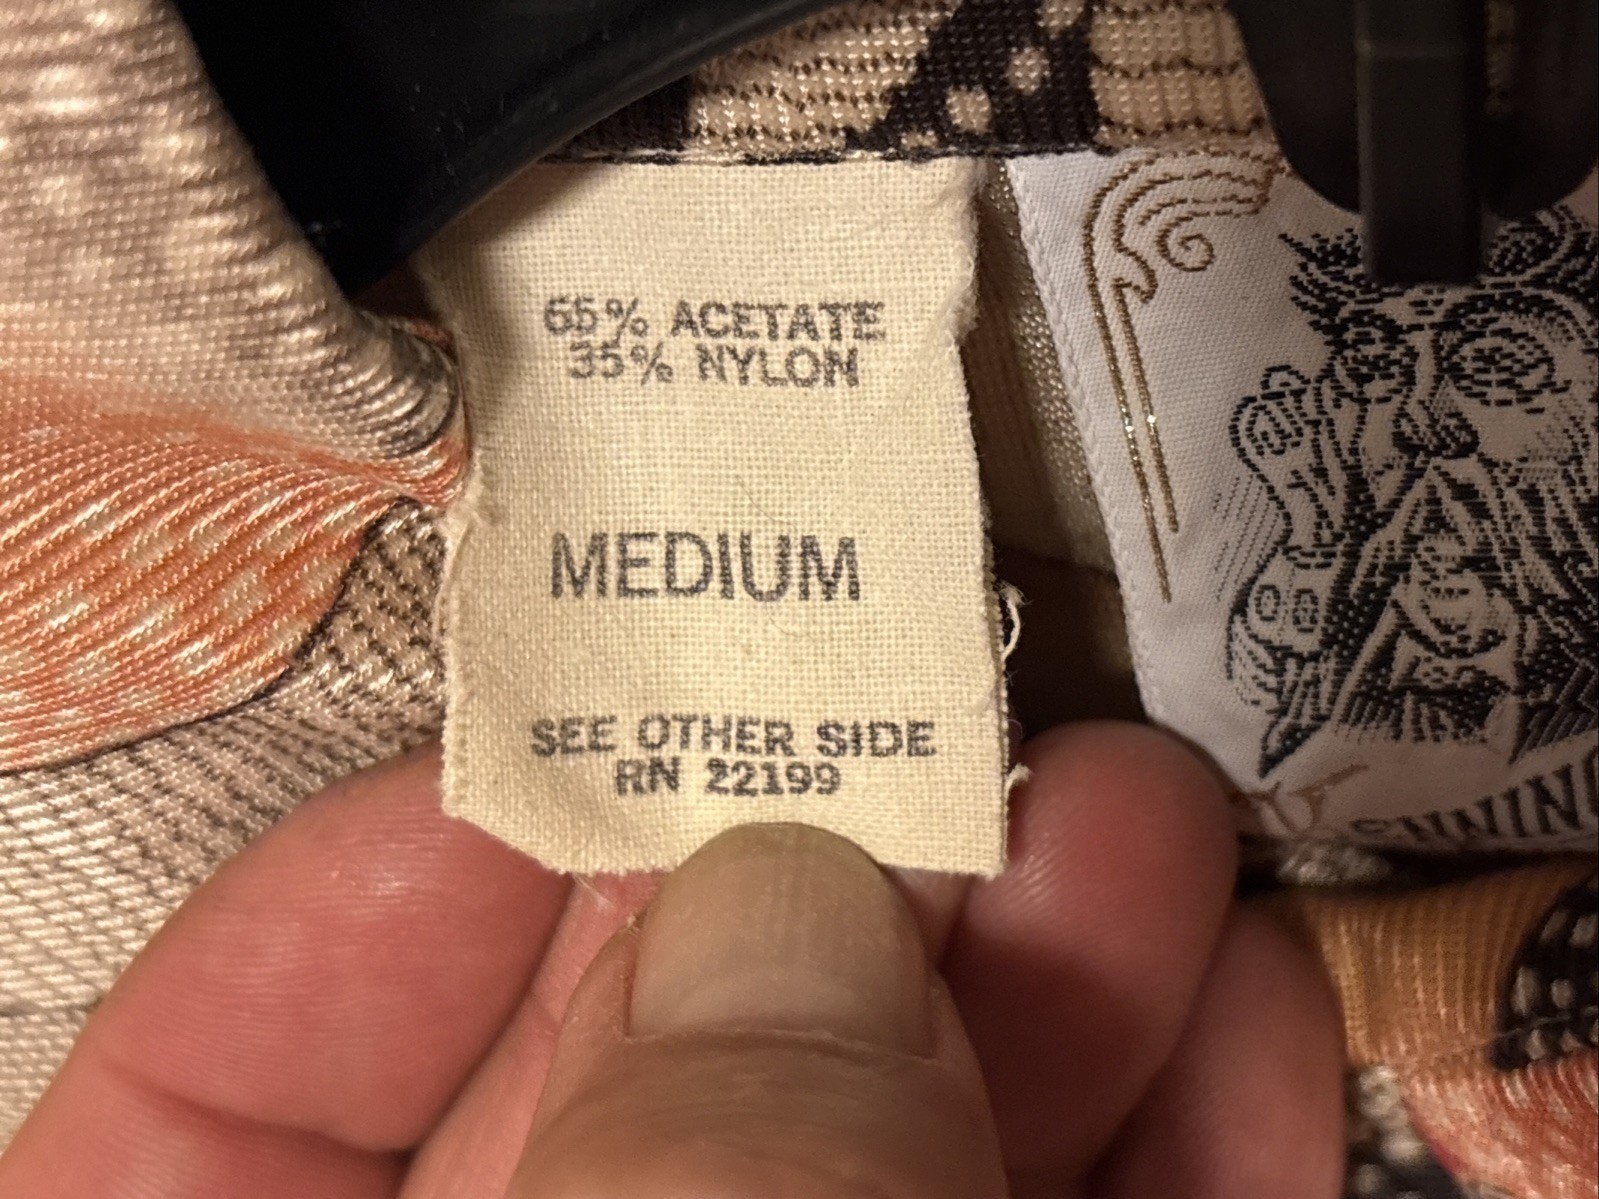 65% ACETATE
35% NYLON
MEDIUM
SEE OTHER SIDE
RN 22199